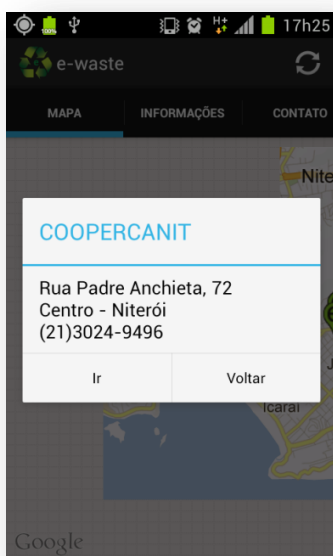 100%
H+
17h25
e-waste
MAPA
INFORMAÇÕES
CONTATO
Nite
COOPERCANIT
Rua Padre Anchieta, 72
Centro - Niterói
(21)3024-9496
Ir
Voltar
J
Icaraí
Google